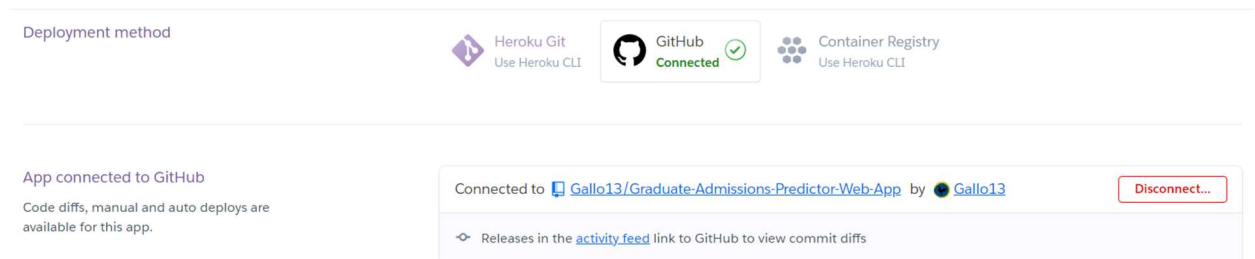 Deployment method
Heroku Git
Use Heroku CLI
GitHub
Connected
Container Registry
Use Heroku CLI
App connected to GitHub
Code diffs, manual and auto deploys are
available for this app.
Connected to Gallo13/Graduate-Admissions-Predictor-Web-App by Gallo13
Disconnect...
Releases in the activity feed link to GitHub to view commit diffs